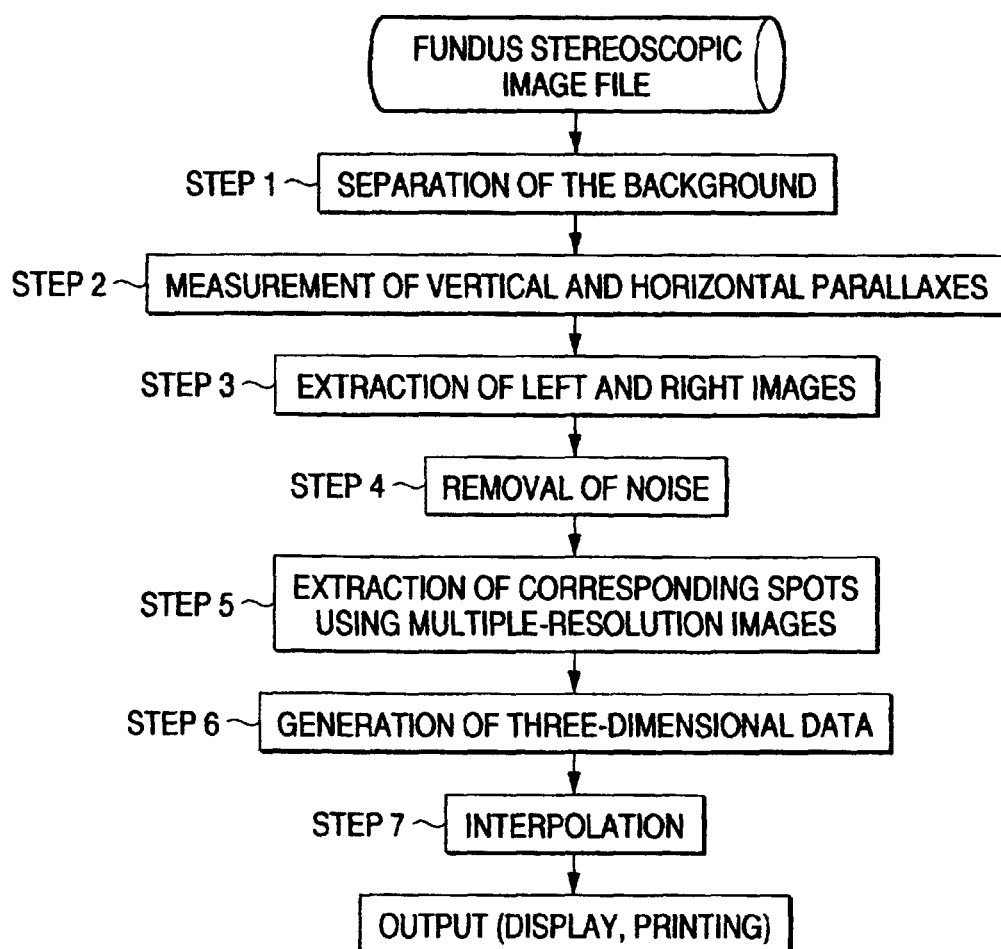 FUNDUS STEREOSCOPIC
IMAGE FILE
STEP 1 SEPARATION OF THE BACKGROUND
STEP 2 MEASUREMENT OF VERTICAL AND HORIZONTAL PARALLAXES
STEP 3 EXTRACTION OF LEFT AND RIGHT IMAGES
STEP 4 REMOVAL OF NOISE
STEP 5 EXTRACTION OF CORRESPONDING SPOTS
USING MULTIPLE-RESOLUTION IMAGES
STEP 6 GENERATION OF THREE-DIMENSIONAL DATA
STEP 7 INTERPOLATION
OUTPUT (DISPLAY, PRINTING)